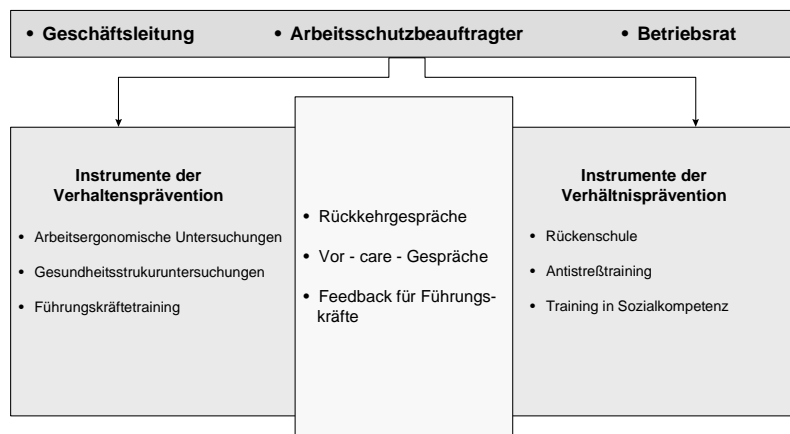 • Geschäftsleitung • Arbeitsschutzbeauftragter • Betriebsrat
Instrumente der
Verhaltensprävention
• Arbeitsergonomische Untersuchungen
• Gesundheitsstrukuruntersuchungen
• Führungskräftetraining
• Rückkehrgespräche
• Vor - care - Gespräche
• Feedback für Führungs-
kräfte
Instrumente der
Verhältnisprävention
• Rückenschule
• Antistreßtraining
• Training in Sozialkompetenz